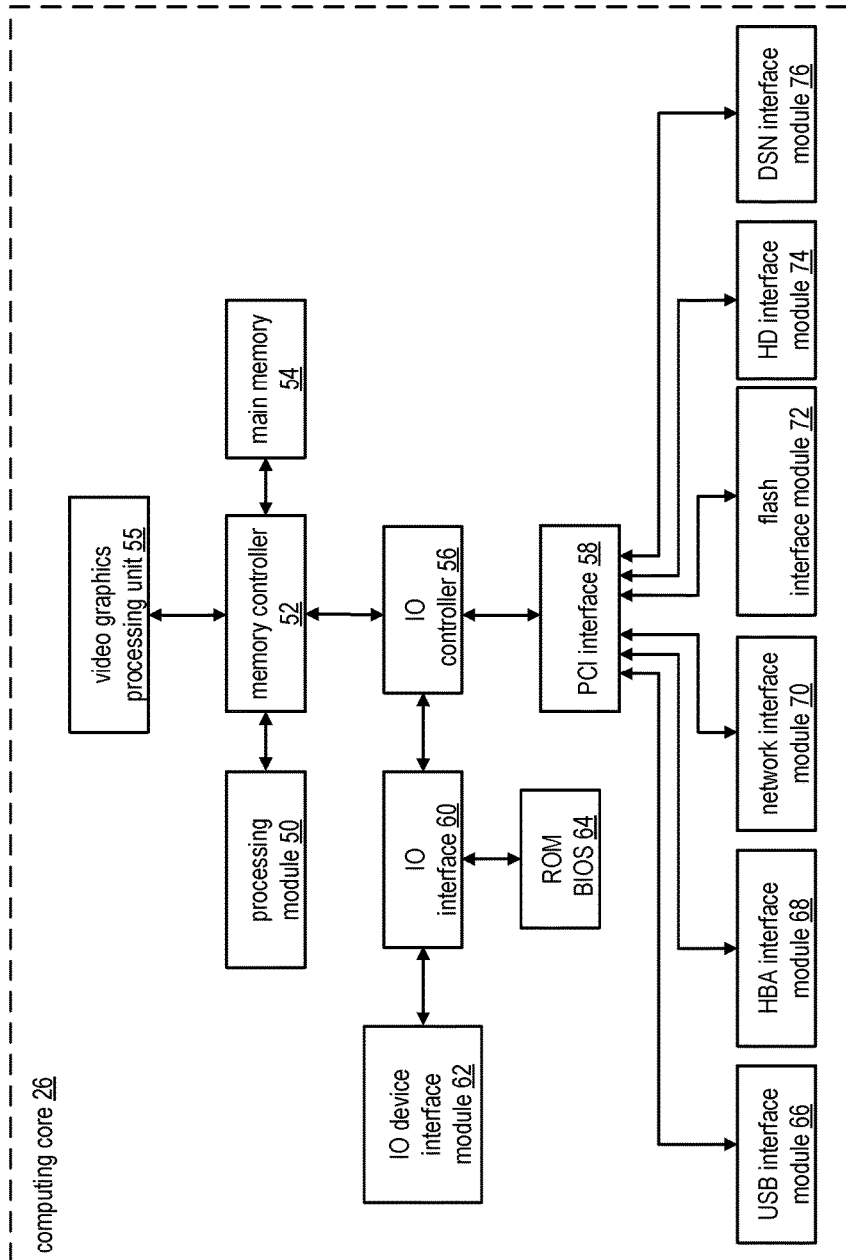 computing core 26
video graphics
processing unit 55
processing
module 50
memory controller
52
main memory
54
IO device
interface
module 62
IO
interface 60
IO
controller 56
ROM
BIOS 64
PCI interface 58
USB interface
module 66
HBA interface
module 68
network interface
module 70
flash
interface module 72
HD interface
module 74
DSN interface
module 76